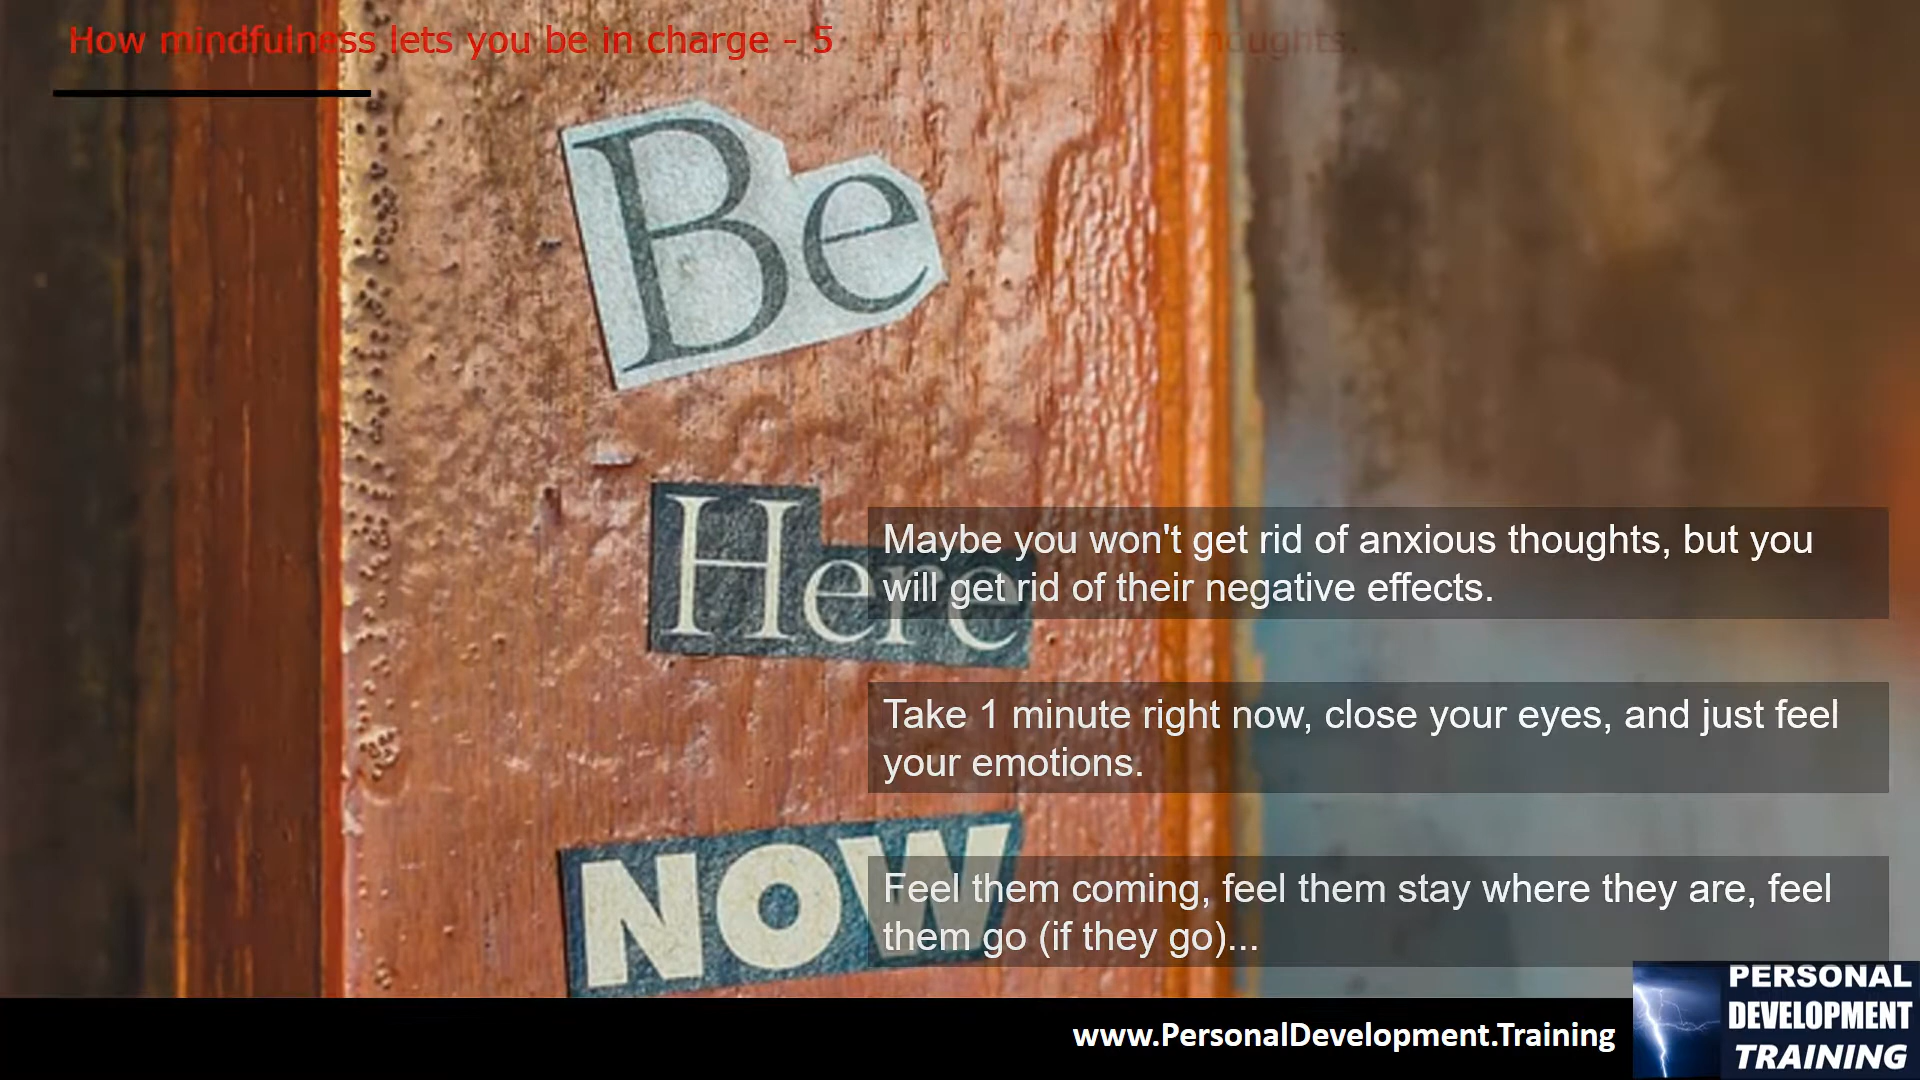 How mindfulness lets you be in charge - 5
thoughts.
Be
Here
NOW
Maybe you won't get rid of anxious thoughts, but you
will get rid of their negative effects.
Take 1 minute right now, close your eyes, and just feel
your emotions.
Feel them coming, feel them stay where they are, feel
them go (if they go)...
www.PersonalDevelopment.Training
PERSONAL
DEVELOPMENT
TRAINING